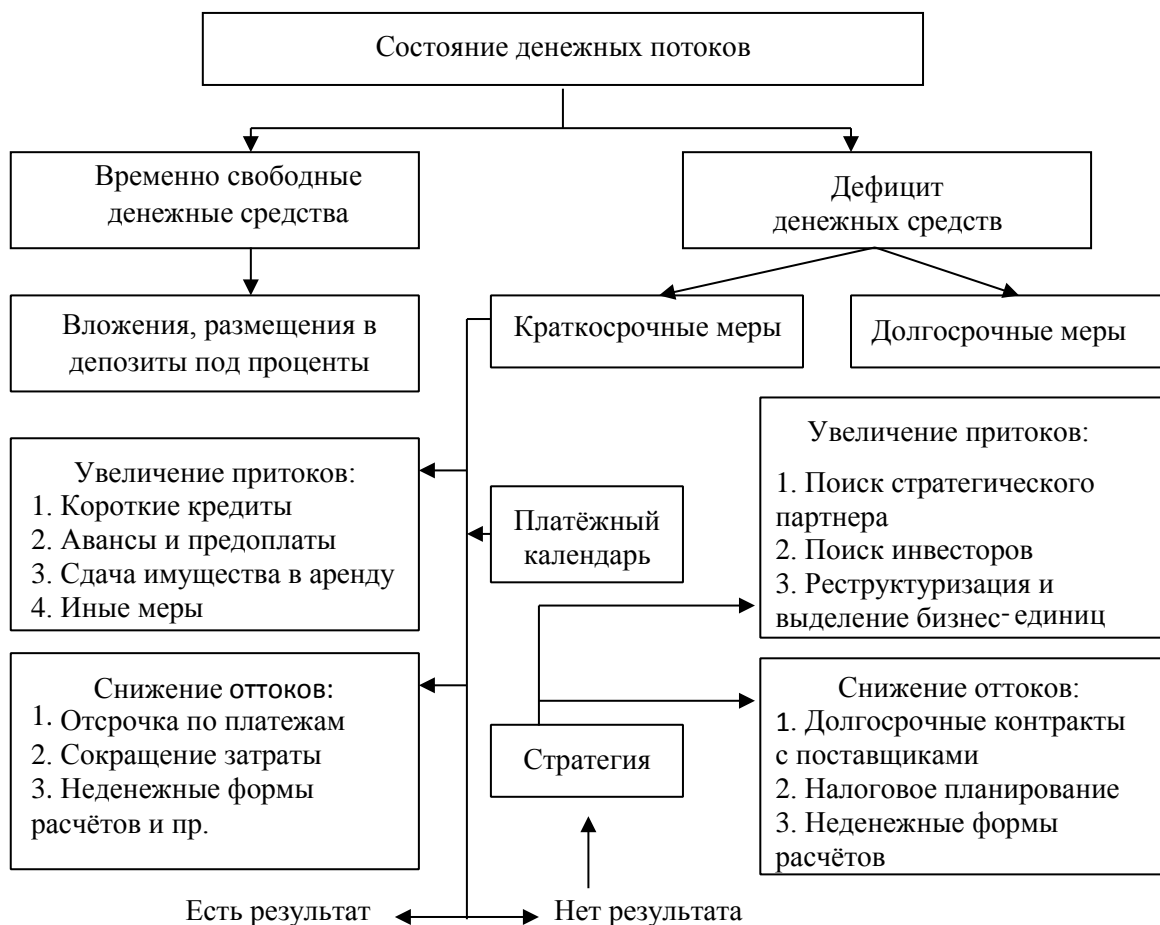 Состояние денежных потоков
Временно свободные
денежные средства
Дефицит
денежных средств
Вложения, размещения в
депозиты под проценты
Краткосрочные меры
Долгосрочные меры
Увеличение притоков:
1. Короткие кредиты
2. Авансы и предоплаты
3. Сдача имущества в аренду
4. Иные меры
Платёжный
календарь
Увеличение притоков:
1. Поиск стратегического
партнера
2. Поиск инвесторов
3. Реструктуризация и
выделение бизнес-единиц
Снижение оттоков:
1. Отсрочка по платежам
2. Сокращение затраты
3. Неденежные формы
расчётов и пр.
Стратегия
Снижение оттоков:
1. Долгосрочные контракты
с поставщиками
2. Налоговое планирование
3. Неденежные формы
расчётов
Есть результат
Нет результата